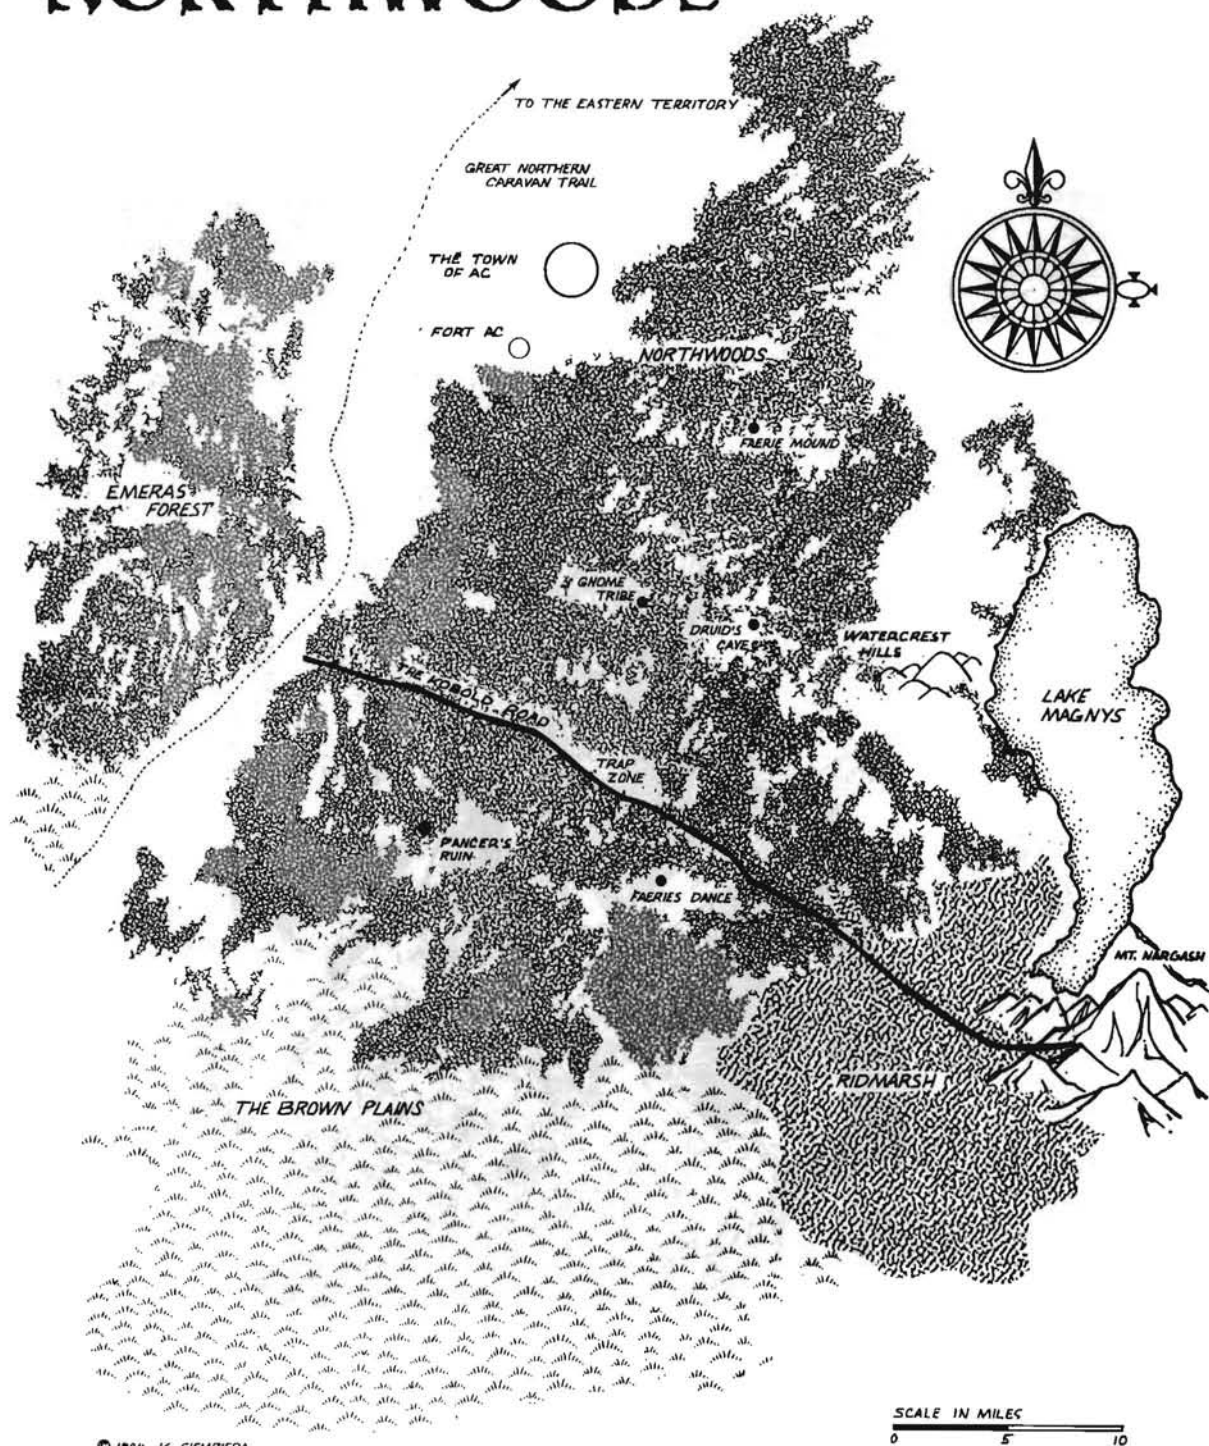 NORTHWOODS
TO THE EASTERN TERRITORY
GREAT NORTHERN
CARAVAN TRAIL
THE TOWN
OF AC
FORT AC
NORTHWOODS
FAERIE MOUND
EMERAS
FOREST
GNOME
TRIBE
DRUID'S
CAVES
WATERCREST
HILLS
LAKE
MAGNYS
THE KOBOLD ROAD
TRAP
ZONE
PANCER'S
RUIN
FAERIES DANCE
MT. NARGASH
RIDMARSH
THE BROWN PLAINS
SCALE IN MILES
0 5 10